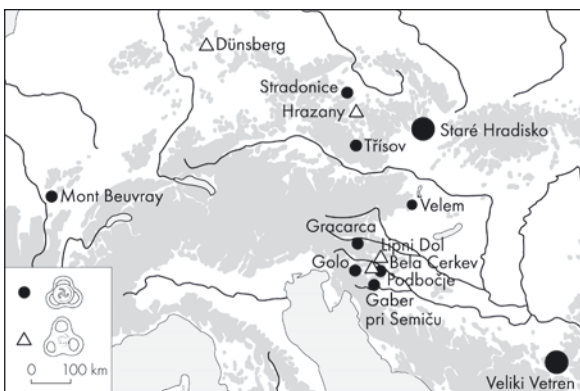 Dünsberg
Stradonice
Hrazany
Staré Hradisko
Třísov
Mont Beuvray
Velem
Gracarca
Lipni Dol
Golo
Bela Cerkev
Podbočje
Gaber
pri Semiču
0 100 km
Veliki Vetren